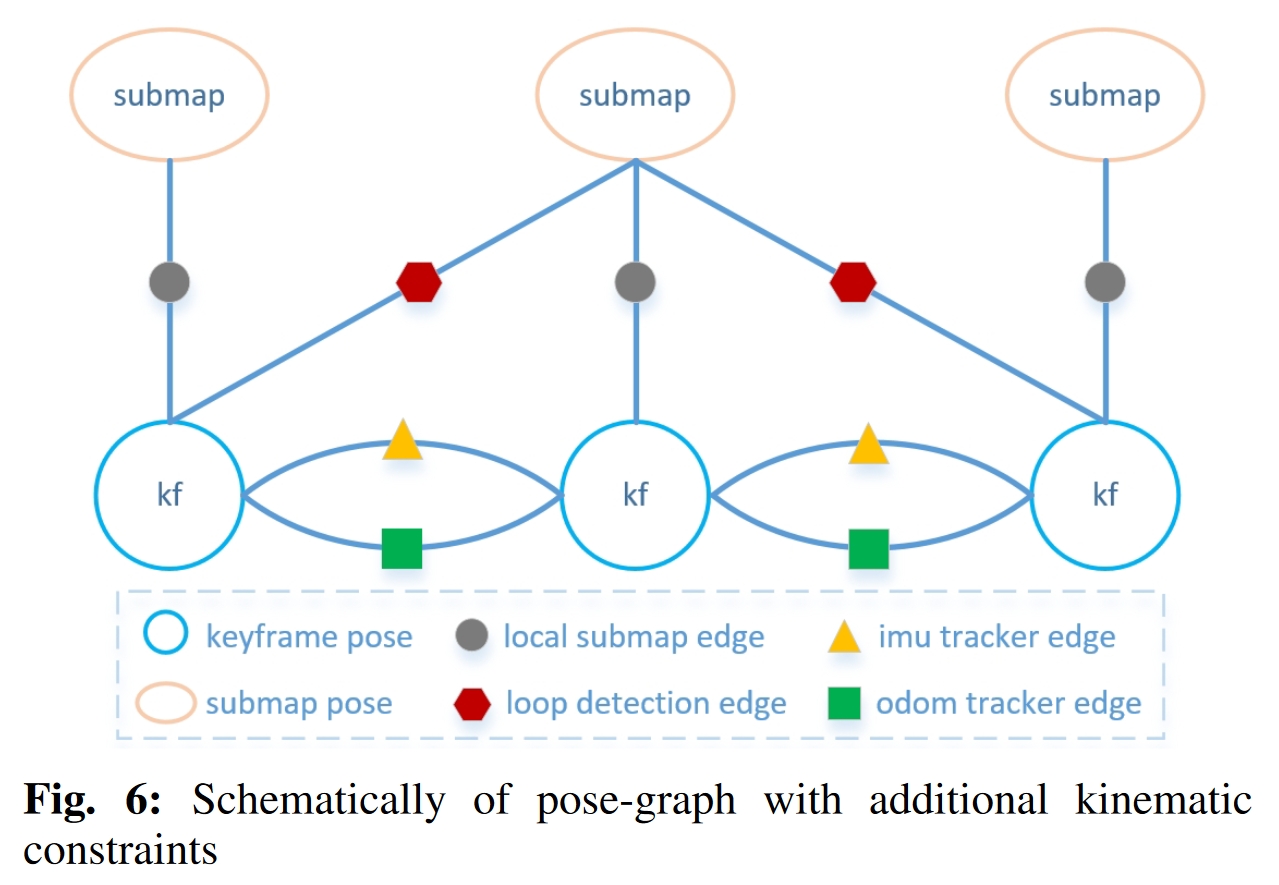 submap
submap
submap
kf
kf
kf
keyframe pose
local submap edge
imu tracker edge
submap pose
loop detection edge
odom tracker edge
Fig. 6: Schematically of pose-graph with additional kinematic
constraints